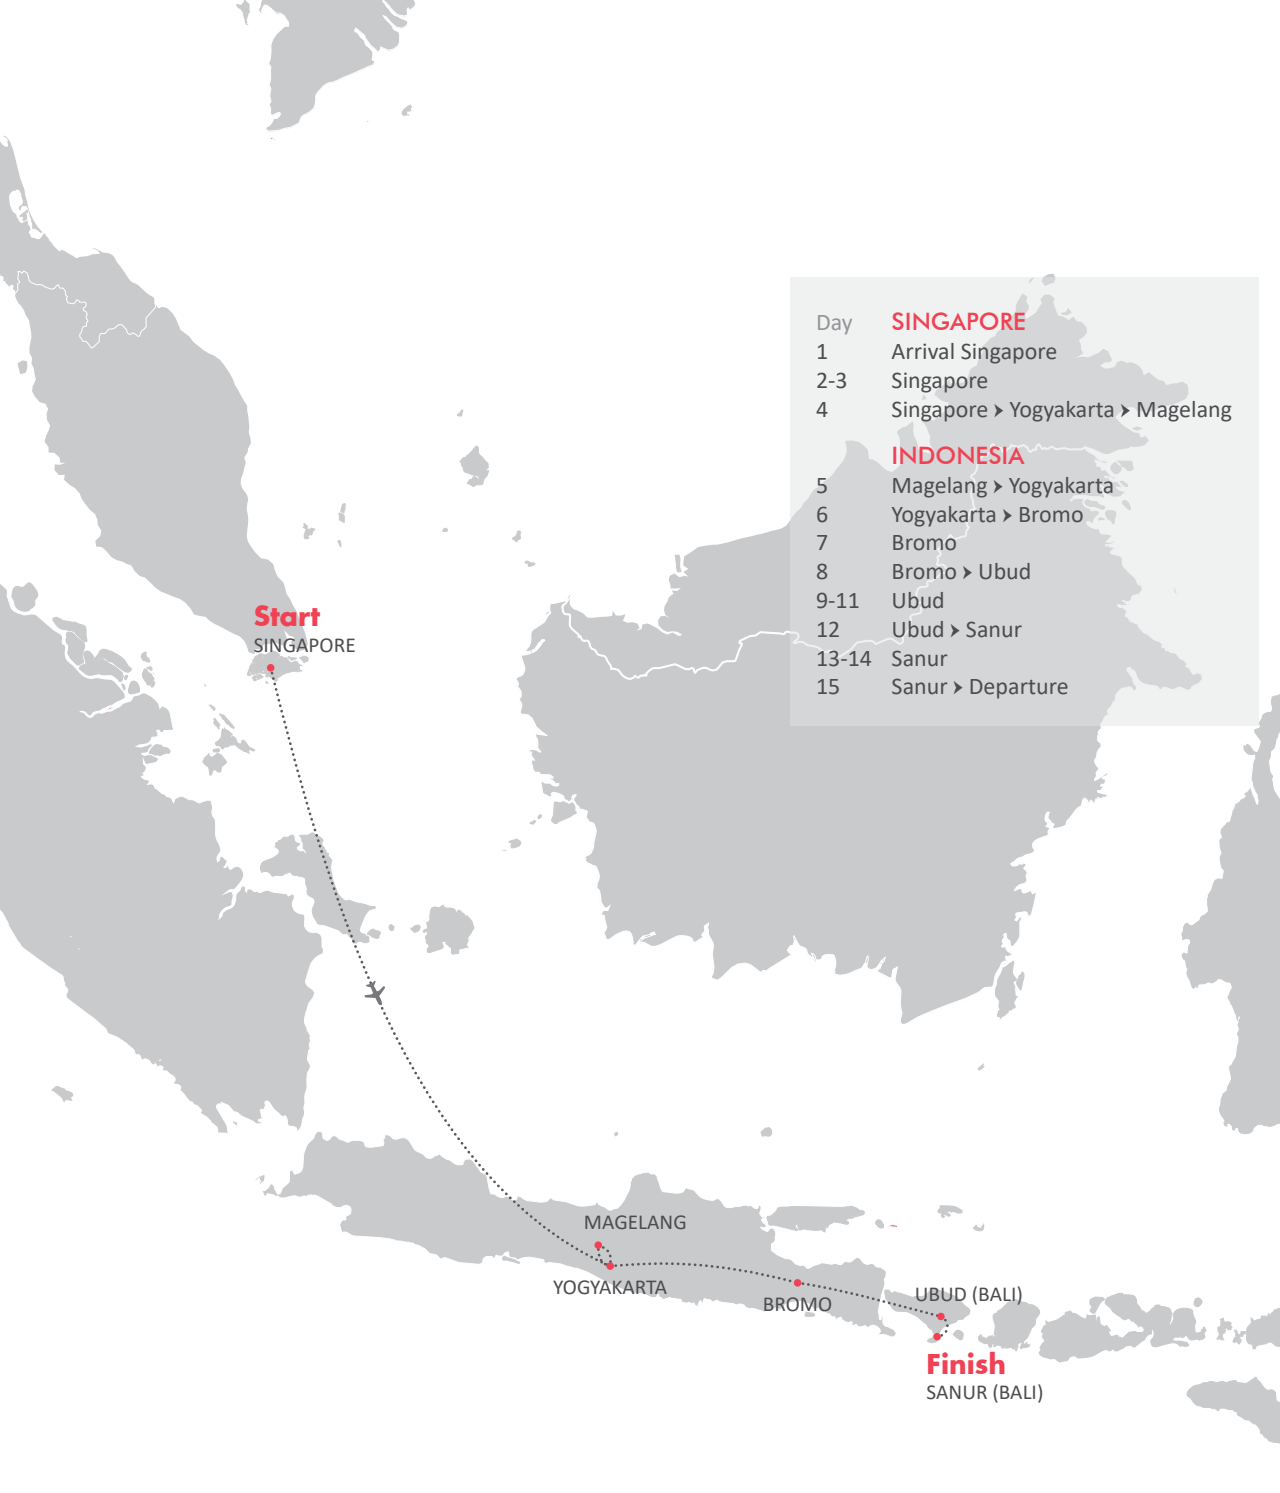 Day SINGAPORE
1 Arrival Singapore
2-3 Singapore
4 Singapore ➤ Yogyakarta ➤ Magelang
INDONESIA
5 Magelang ➤ Yogyakarta
6 Yogyakarta ➤ Bromo
7 Bromo
8 Bromo ➤ Ubud
9-11 Ubud
12 Ubud ➤ Sanur
13-14 Sanur
15 Sanur ➤ Departure
Start
SINGAPORE
MAGELANG
YOGYAKARTA
BROMO
UBUD (BALI)
Finish
SANUR (BALI)